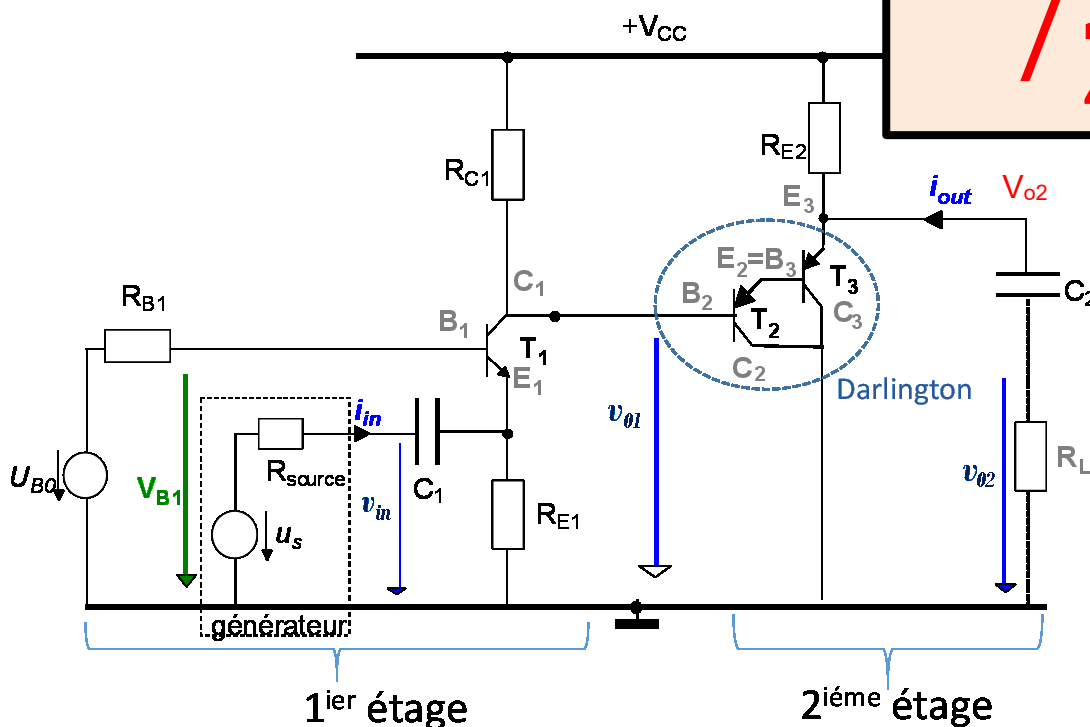 +VCC
/
RC1
RE2
E3
iout
Vo2
E2=B3
T3
C1
B2
T2
C3
C2
RB1
B1
T1
E1
C2
Darlington
iin
v01
UB0
VB1
Rsource
C1
vin
RE1
v02
RL
us
générateur
1ier étage
2iéme étage